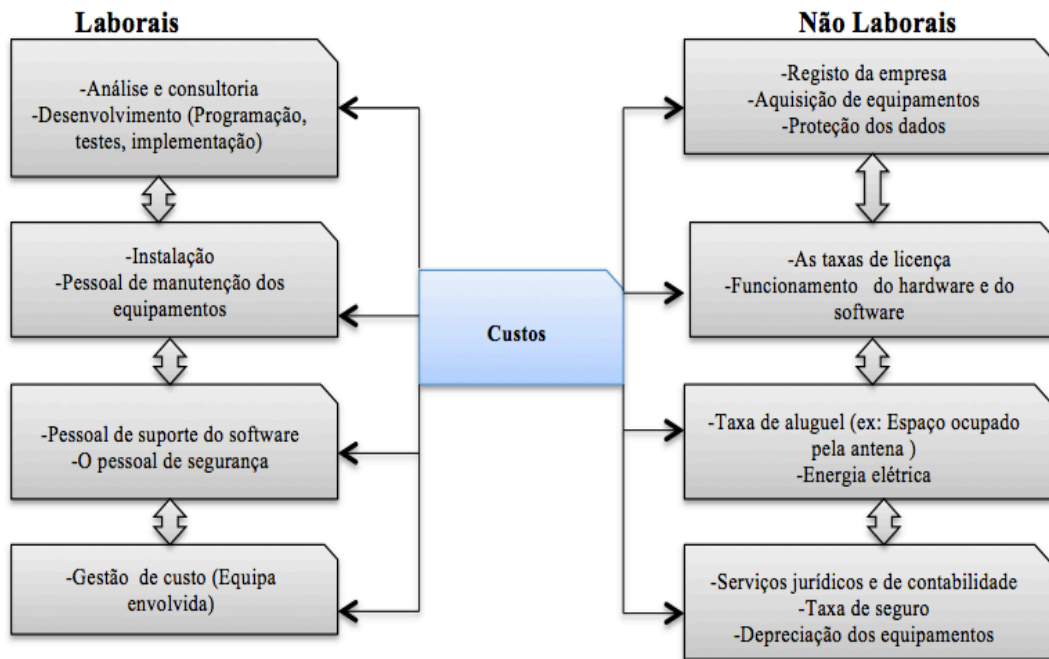 Laborais
-Análise e consultoria
-Desenvolvimento (Programação,
testes, implementação)
-Instalação
-Pessoal de manutenção dos
equipamentos
-Pessoal de suporte do software
-O pessoal de segurança
-Gestão de custo (Equipa
envolvida)
Custos
Não Laborais
-Registo da empresa
-Aquisição de equipamentos
-Proteção dos dados
-As taxas de licença
-Funcionamento do hardware e do
software
-Taxa de aluguel (ex: Espaço ocupado
pela antena )
-Energia elétrica
-Serviços jurídicos e de contabilidade
-Taxa de seguro
-Depreciação dos equipamentos